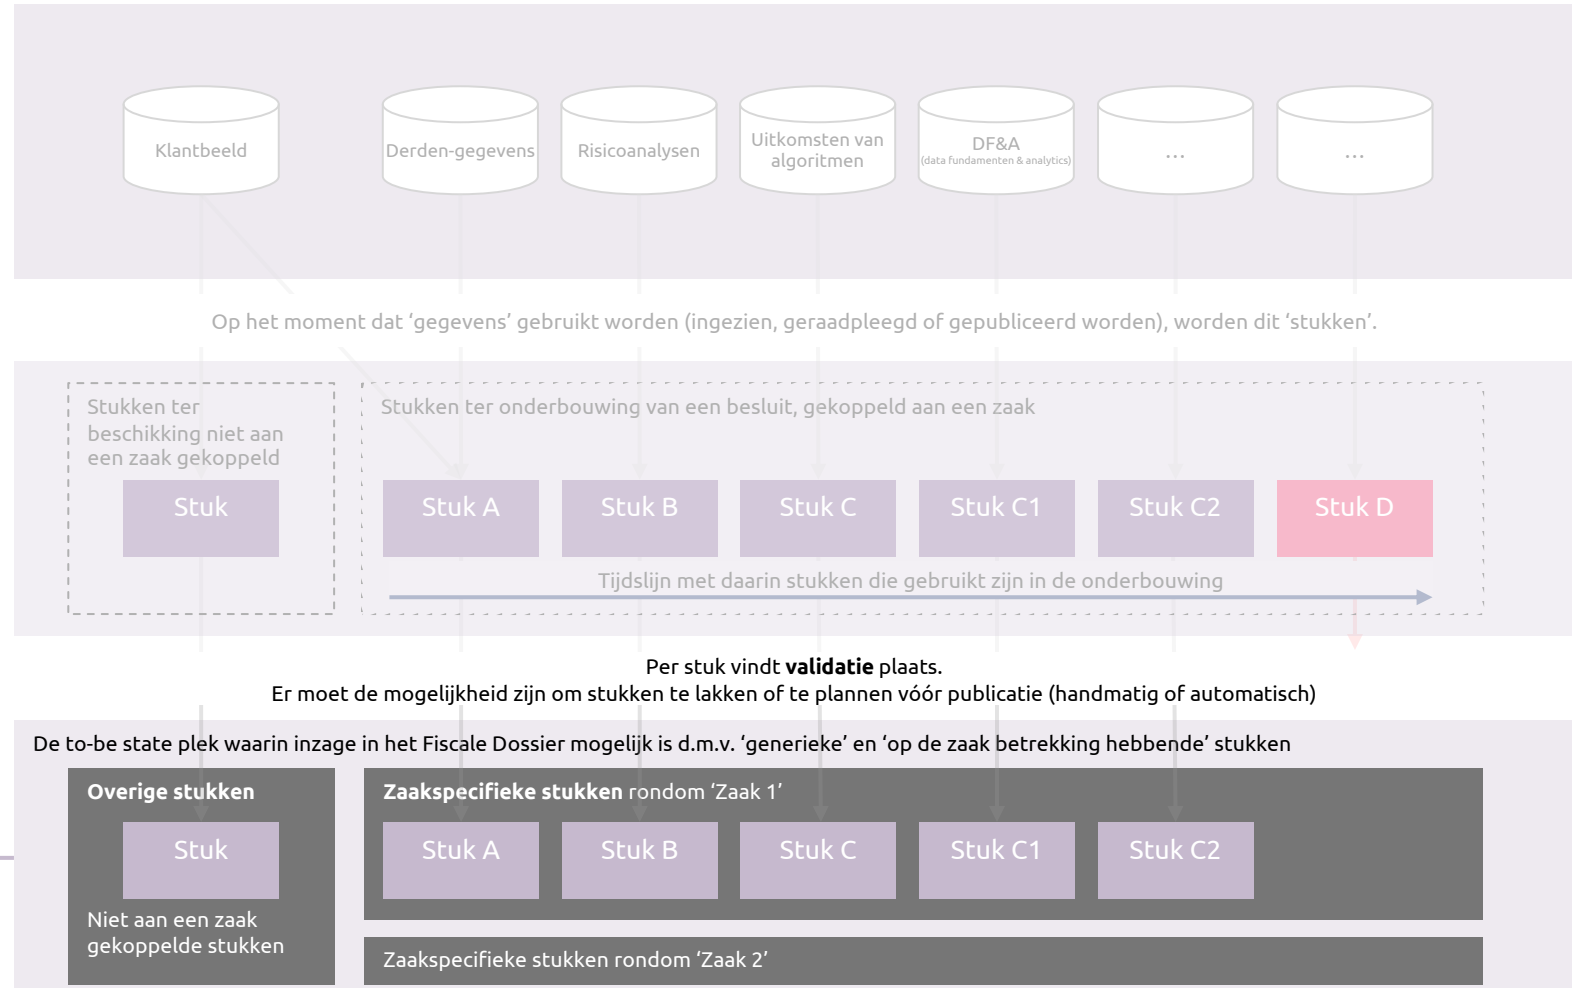 Klantbeeld
Derden-gegevens
Risicoanalysen
Uitkomsten van
algoritmen
DF&A
(data fundamenten & analytics)
...
...
Op het moment dat ‘gegevens’ gebruikt worden (ingezien, geraadpleegd of gepubliceerd worden), worden dit ‘stukken’.
Stukken ter
beschikking niet aan
een zaak gekoppeld
Stukken ter onderbouwing van een besluit, gekoppeld aan een zaak
Stuk
Stuk A
Stuk B
Stuk C
Stuk C1
Stuk C2
Stuk D
Tijdslijn met daarin stukken die gebruikt zijn in de onderbouwing
Per stuk vindt validatie plaats.
Er moet de mogelijkheid zijn om stukken te lakken of te plannen vóór publicatie (handmatig of automatisch)
De to-be state plek waarin inzage in het Fiscale Dossier mogelijk is d.m.v. ‘generieke’ en ‘op de zaak betrekking hebbende’ stukken
Overige stukken
Stuk
Niet aan een zaak
gekoppelde stukken
Zaakspecifieke stukken rondom ‘Zaak 1’
Stuk A
Stuk B
Stuk C
Stuk C1
Stuk C2
Zaakspecifieke stukken rondom ‘Zaak 2’